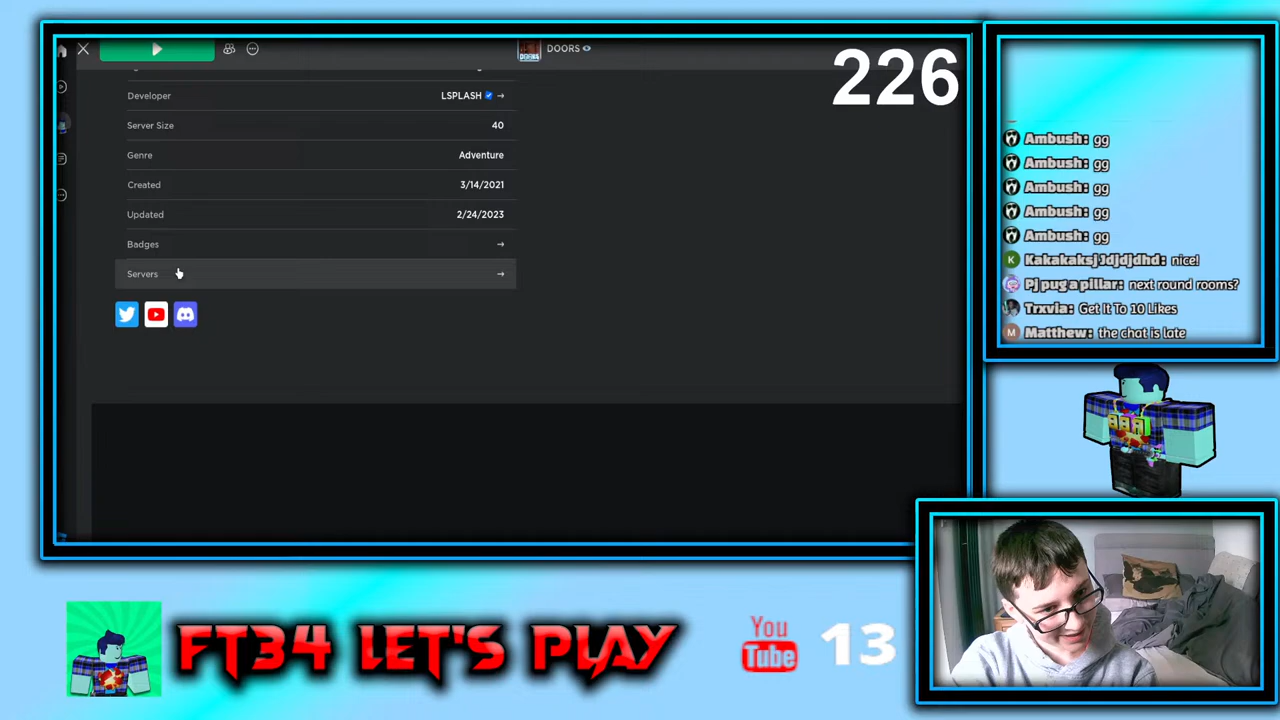 DOORS
226
Developer
LSPLASH
Server Size
40
Genre
Adventure
Created
3/14/2021
Updated
2/24/2023
Badges
Servers
Ambush: gg
Ambush: gg
Ambush: gg
Ambush: gg
Ambush: gg
K Kakakaksj Jdjdjdhd: nice!
Pj pug a pillar: next round rooms?
Trxvia: Get It To 10 Likes
M Matthew: the chat is late
FT34 LET'S PLAY
You
Tube
13